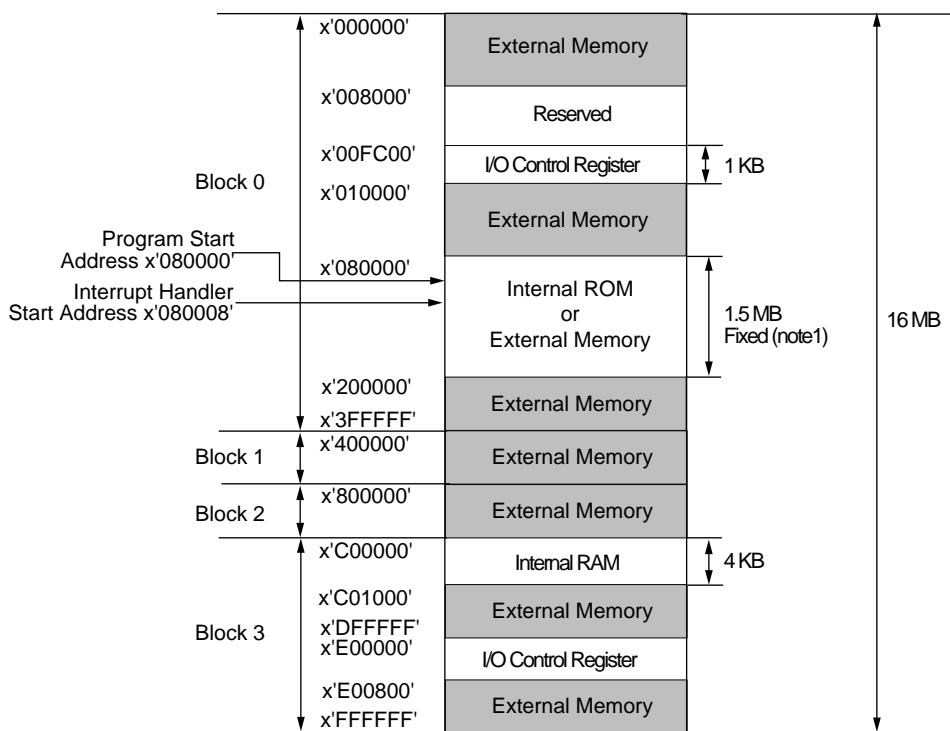 x'000000'
External Memory
x'008000'
Reserved
x'00FC00'
I/O Control Register
1 KB
Block 0
x'010000'
External Memory
Program Start
Address x'080000'
x'080000'
Interrupt Handler
Start Address x'080008'
Internal ROM
or
External Memory
1.5 MB
Fixed (note1)
16 MB
x'200000'
External Memory
x'3FFFFF'
Block 1
x'400000'
External Memory
Block 2
x'800000'
External Memory
x'C00000'
Internal RAM
4 KB
x'C01000'
External Memory
Block 3
x'DFFFFF'
x'E00000'
I/O Control Register
x'E00800'
External Memory
x'FFFFFF'